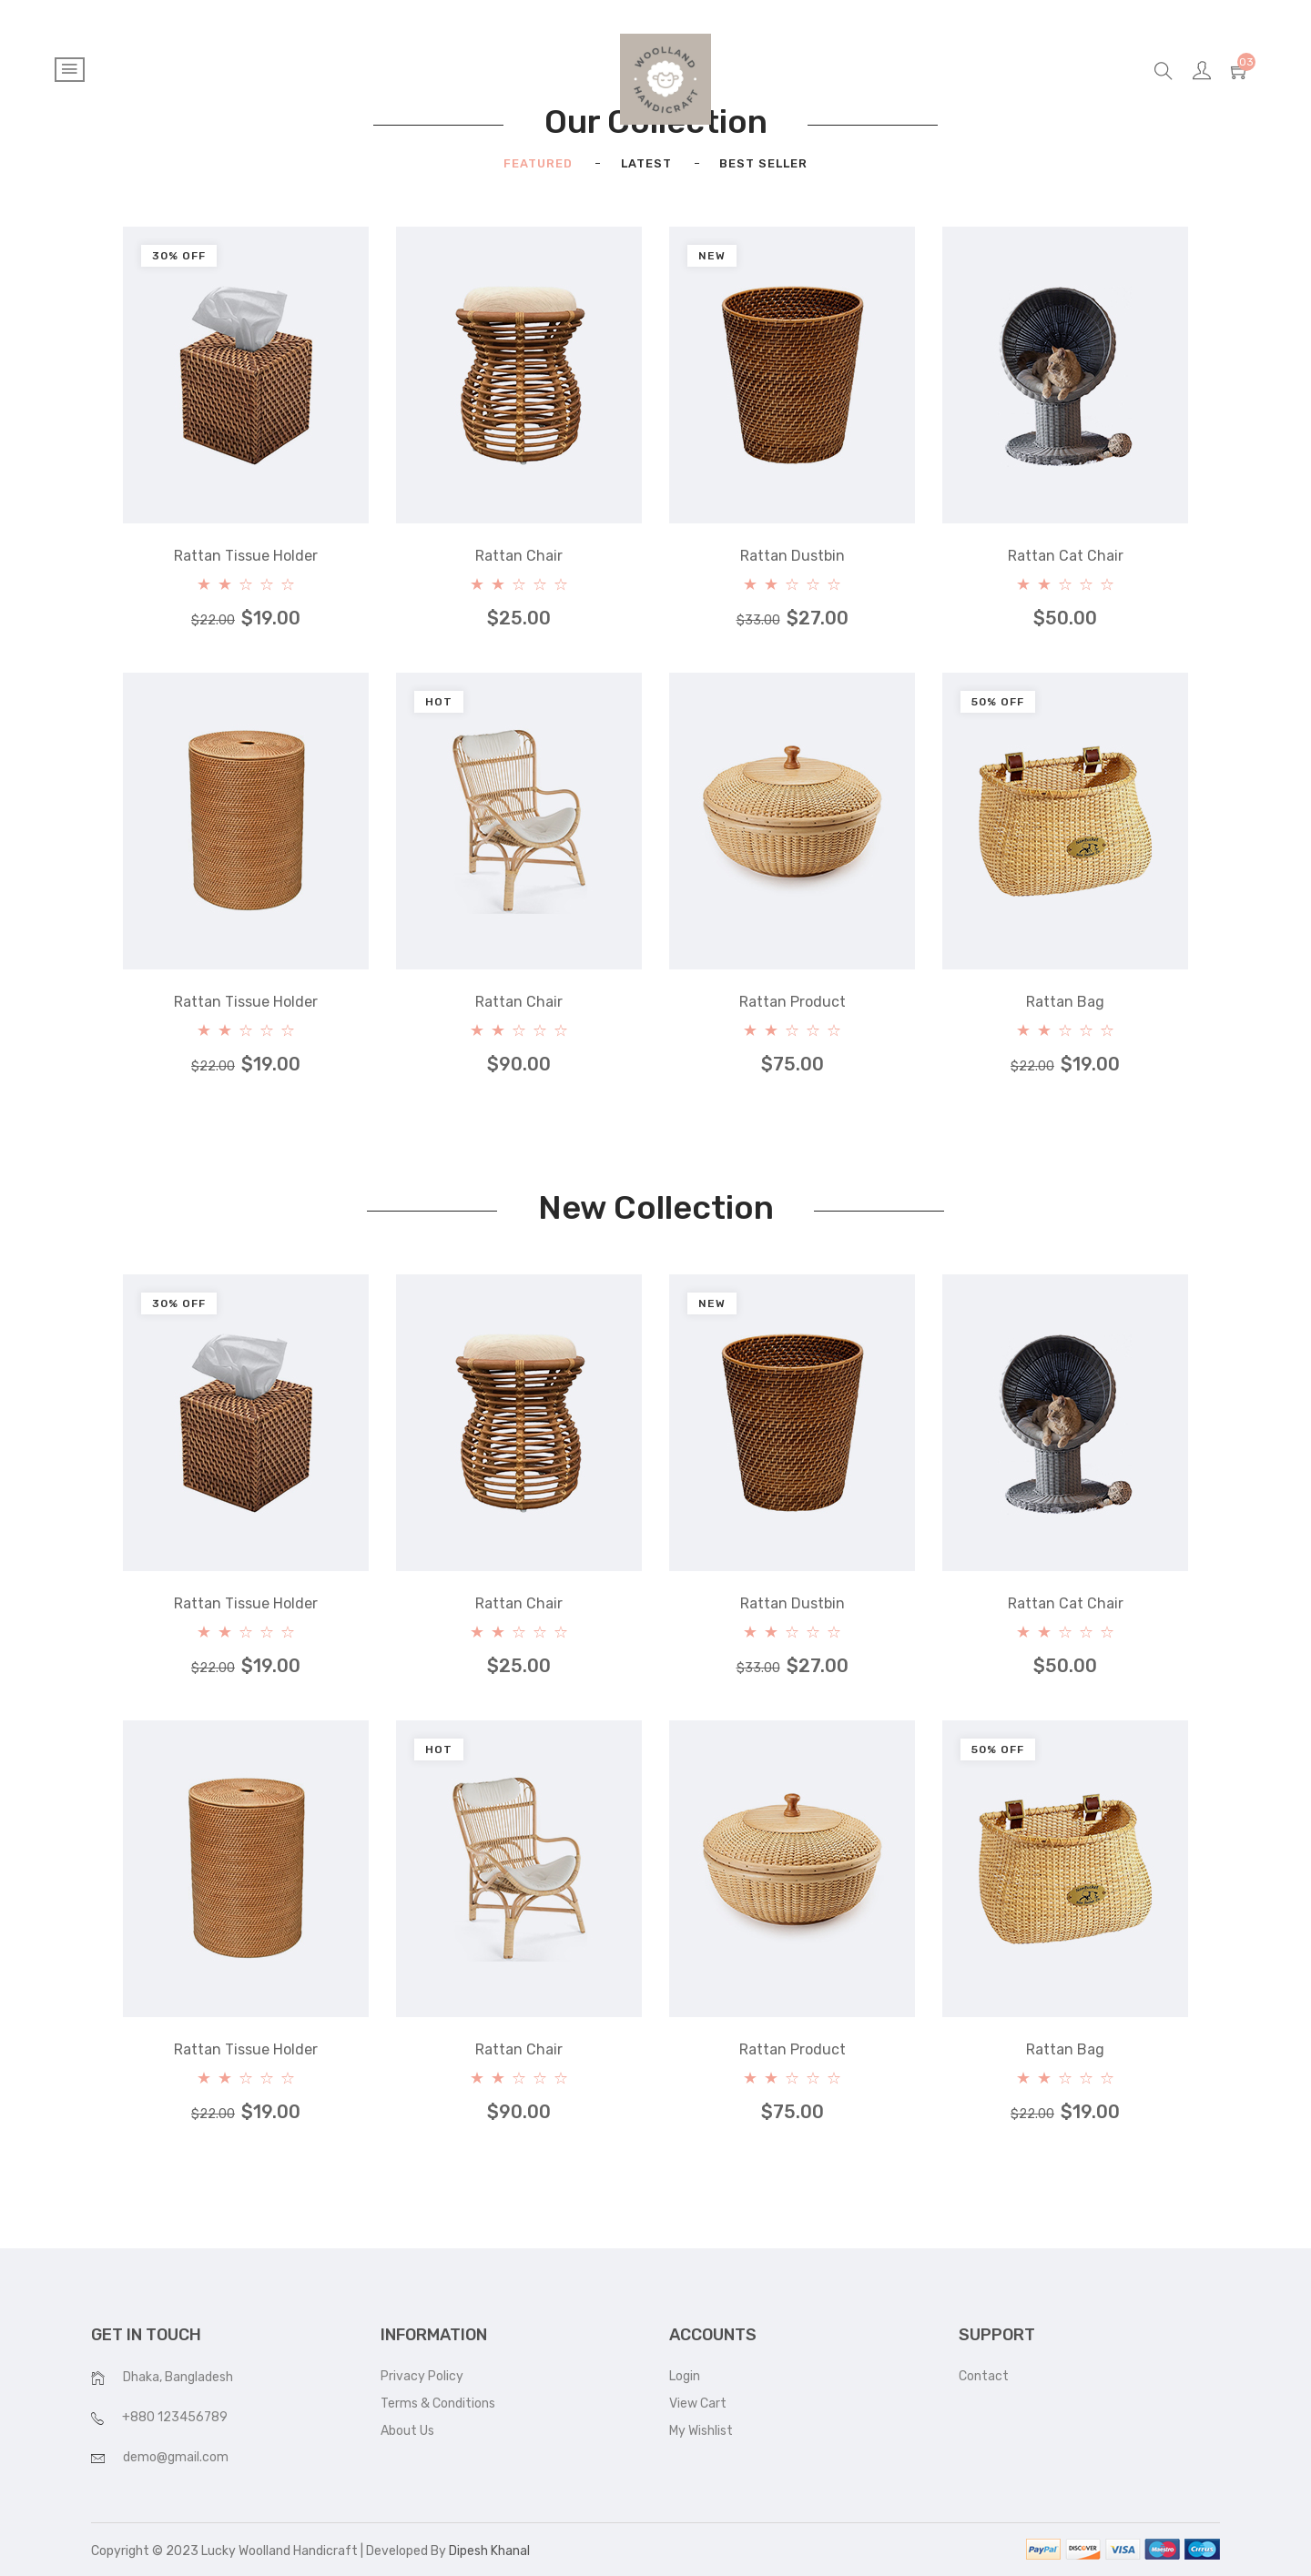 WOOLLAND
HANDICRAFT
03
Our Collection
FEATURED - LATEST - BEST SELLER
30% OFF
NEW
Rattan Tissue Holder
Rattan Chair
Rattan Dustbin
Rattan Cat Chair
★ ★ ☆ ☆ ☆
★ ★ ☆ ☆ ☆
★ ★ ☆ ☆ ☆
★ ★ ☆ ☆ ☆
$22.00 $19.00
$25.00
$33.00 $27.00
$50.00
HOT
50% OFF
Rattan Tissue Holder
Rattan Chair
Rattan Product
Rattan Bag
★ ★ ☆ ☆ ☆
★ ★ ☆ ☆ ☆
★ ★ ☆ ☆ ☆
★ ★ ☆ ☆ ☆
$22.00 $19.00
$90.00
$75.00
$22.00 $19.00
New Collection
30% OFF
NEW
Rattan Tissue Holder
Rattan Chair
Rattan Dustbin
Rattan Cat Chair
★ ★ ☆ ☆ ☆
★ ★ ☆ ☆ ☆
★ ★ ☆ ☆ ☆
★ ★ ☆ ☆ ☆
$22.00 $19.00
$25.00
$33.00 $27.00
$50.00
HOT
50% OFF
Rattan Tissue Holder
Rattan Chair
Rattan Product
Rattan Bag
★ ★ ☆ ☆ ☆
★ ★ ☆ ☆ ☆
★ ★ ☆ ☆ ☆
★ ★ ☆ ☆ ☆
$22.00 $19.00
$90.00
$75.00
$22.00 $19.00
GET IN TOUCH
Dhaka, Bangladesh
+880 123456789
demo@gmail.com
INFORMATION
Privacy Policy
Terms & Conditions
About Us
ACCOUNTS
Login
View Cart
My Wishlist
SUPPORT
Contact
Copyright © 2023 Lucky Woolland Handicraft | Developed By Dipesh Khanal
PayPal
DISCOVER
VISA
Maestro
Cirrus